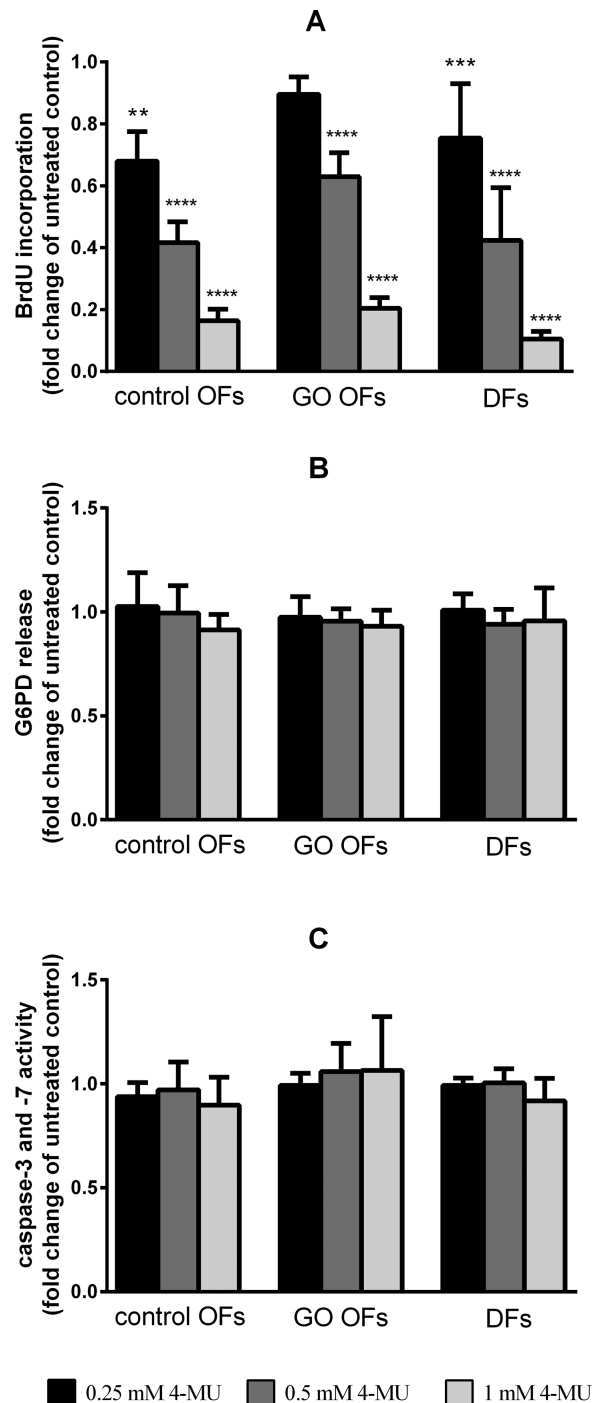 A
BrdU incorporation
(fold change of untreated control)
1.0
0.8
0.6
0.4
0.2
0.0
**
****
****
****
****
***
****
****
control OFs
GO OFs
DFs
B
G6PD release
(fold change of untreated control)
1.5
1.0
0.5
0.0
control OFs
GO OFs
DFs
C
caspase-3 and -7 activity
(fold change of untreated control)
1.5
1.0
0.5
0.0
control OFs
GO OFs
DFs
0.25 mM 4-MU
0.5 mM 4-MU
1 mM 4-MU